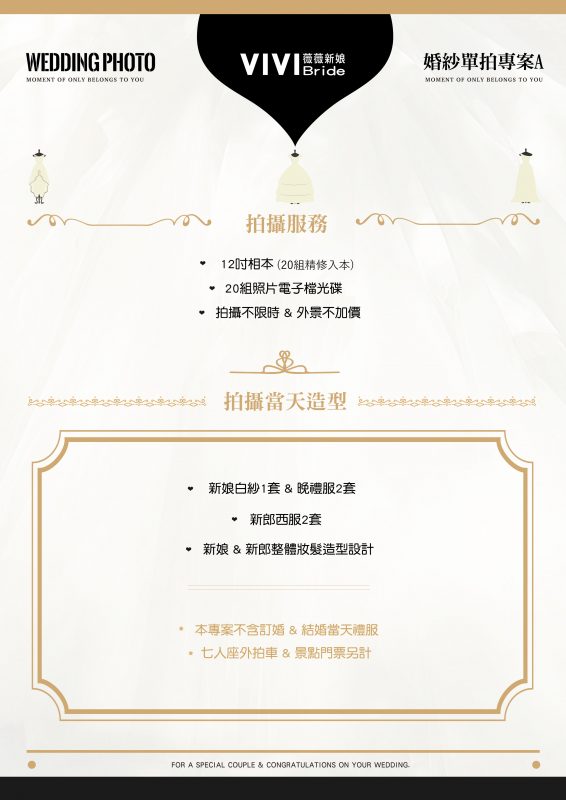 WEDDING PHOTO
MOMENT OF ONLY BELONGS TO YOU
VIVI 薇薇新娘 Bride
婚紗單拍專案A
MOMENT OF ONLY BELONGS TO YOU
拍攝服務
12吋相本 (20組精修入本)
20組照片電子檔光碟
拍攝不限時 & 外景不加價
拍攝當天造型
新娘白紗1套 & 晚禮服2套
新郎西服2套
新娘 & 新郎整體妝髮造型設計
* 本專案不含訂婚 & 結婚當天禮服
* 七人座外拍車 & 景點門票另計
FOR A SPECIAL COUPLE & CONGRATULATIONS ON YOUR WEDDING.